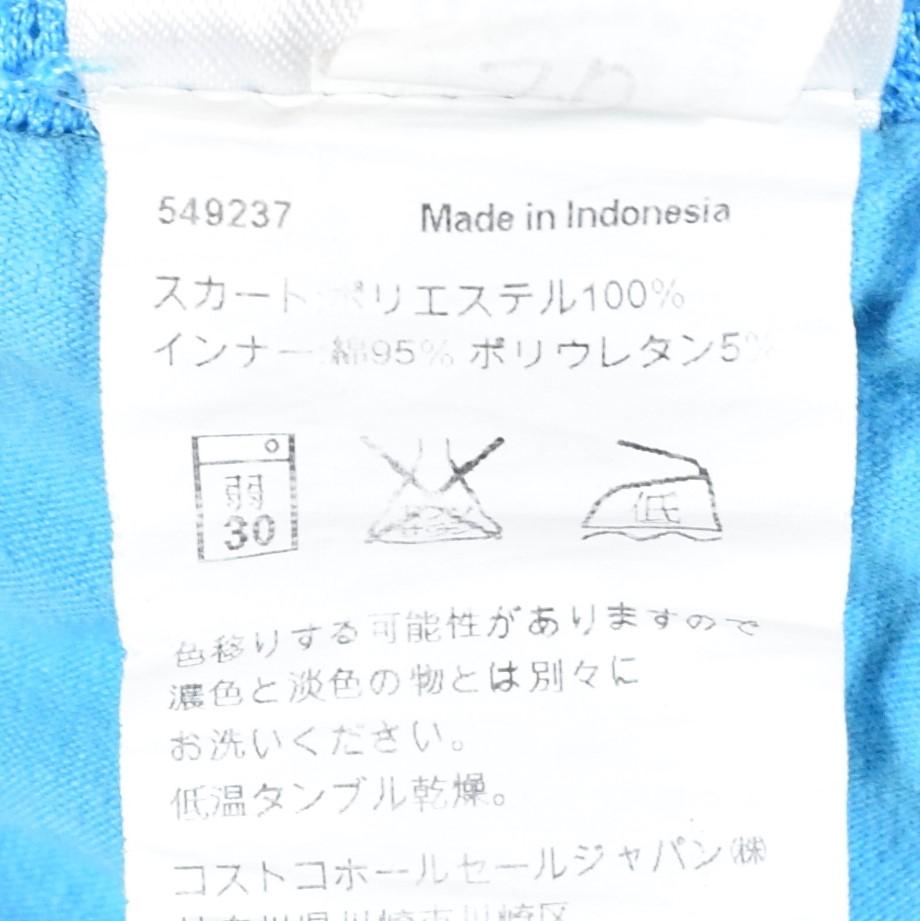 549237 Made in Indonesia
スカート:ポリエステル100%
インナー:綿95% ポリウレタン5%
弱
30
低
色移りする可能性がありますので
濃色と淡色の物とは別々に
お洗いください。
低温タンブル乾燥。
コストコホールセールジャパン㈱